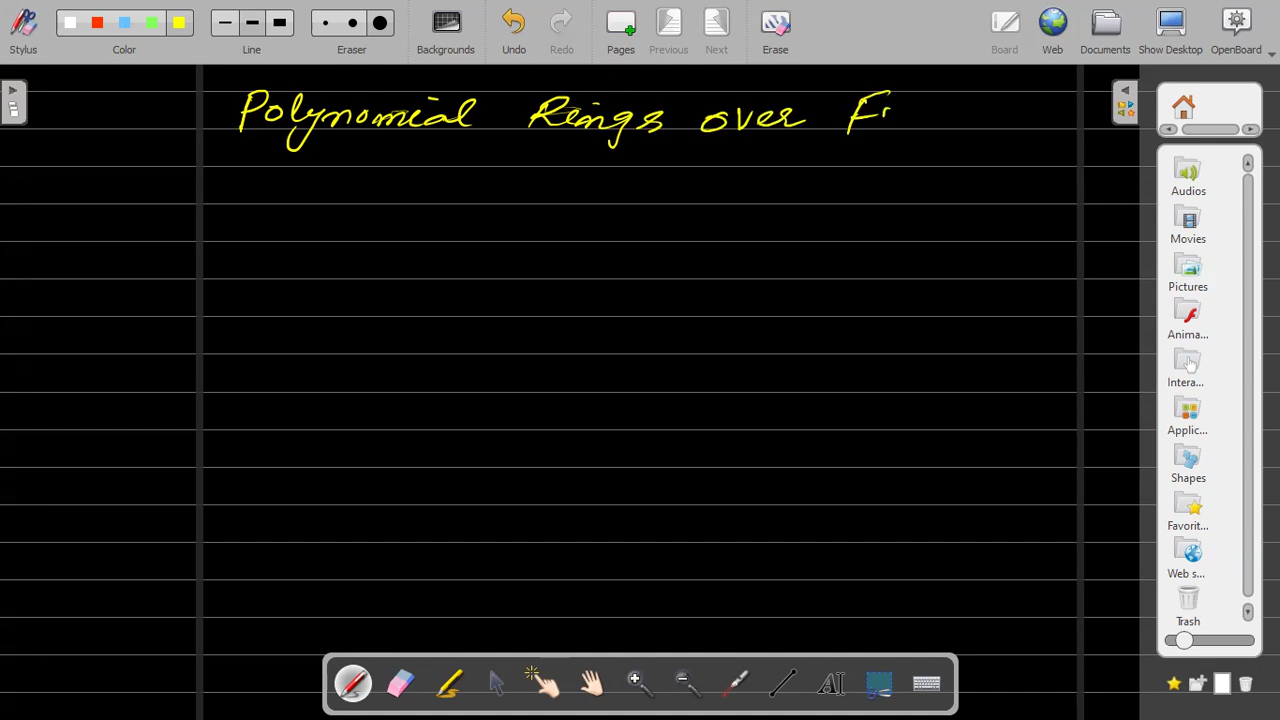 Stylus Color Line Eraser Backgrounds Undo Redo Pages Previous Next Erase Board Web Documents Show Desktop OpenBoard
Polynomial Rings over
Audios
Movies
Pictures
Anima...
Intera...
Applic...
Shapes
Favorit...
Web s...
Trash